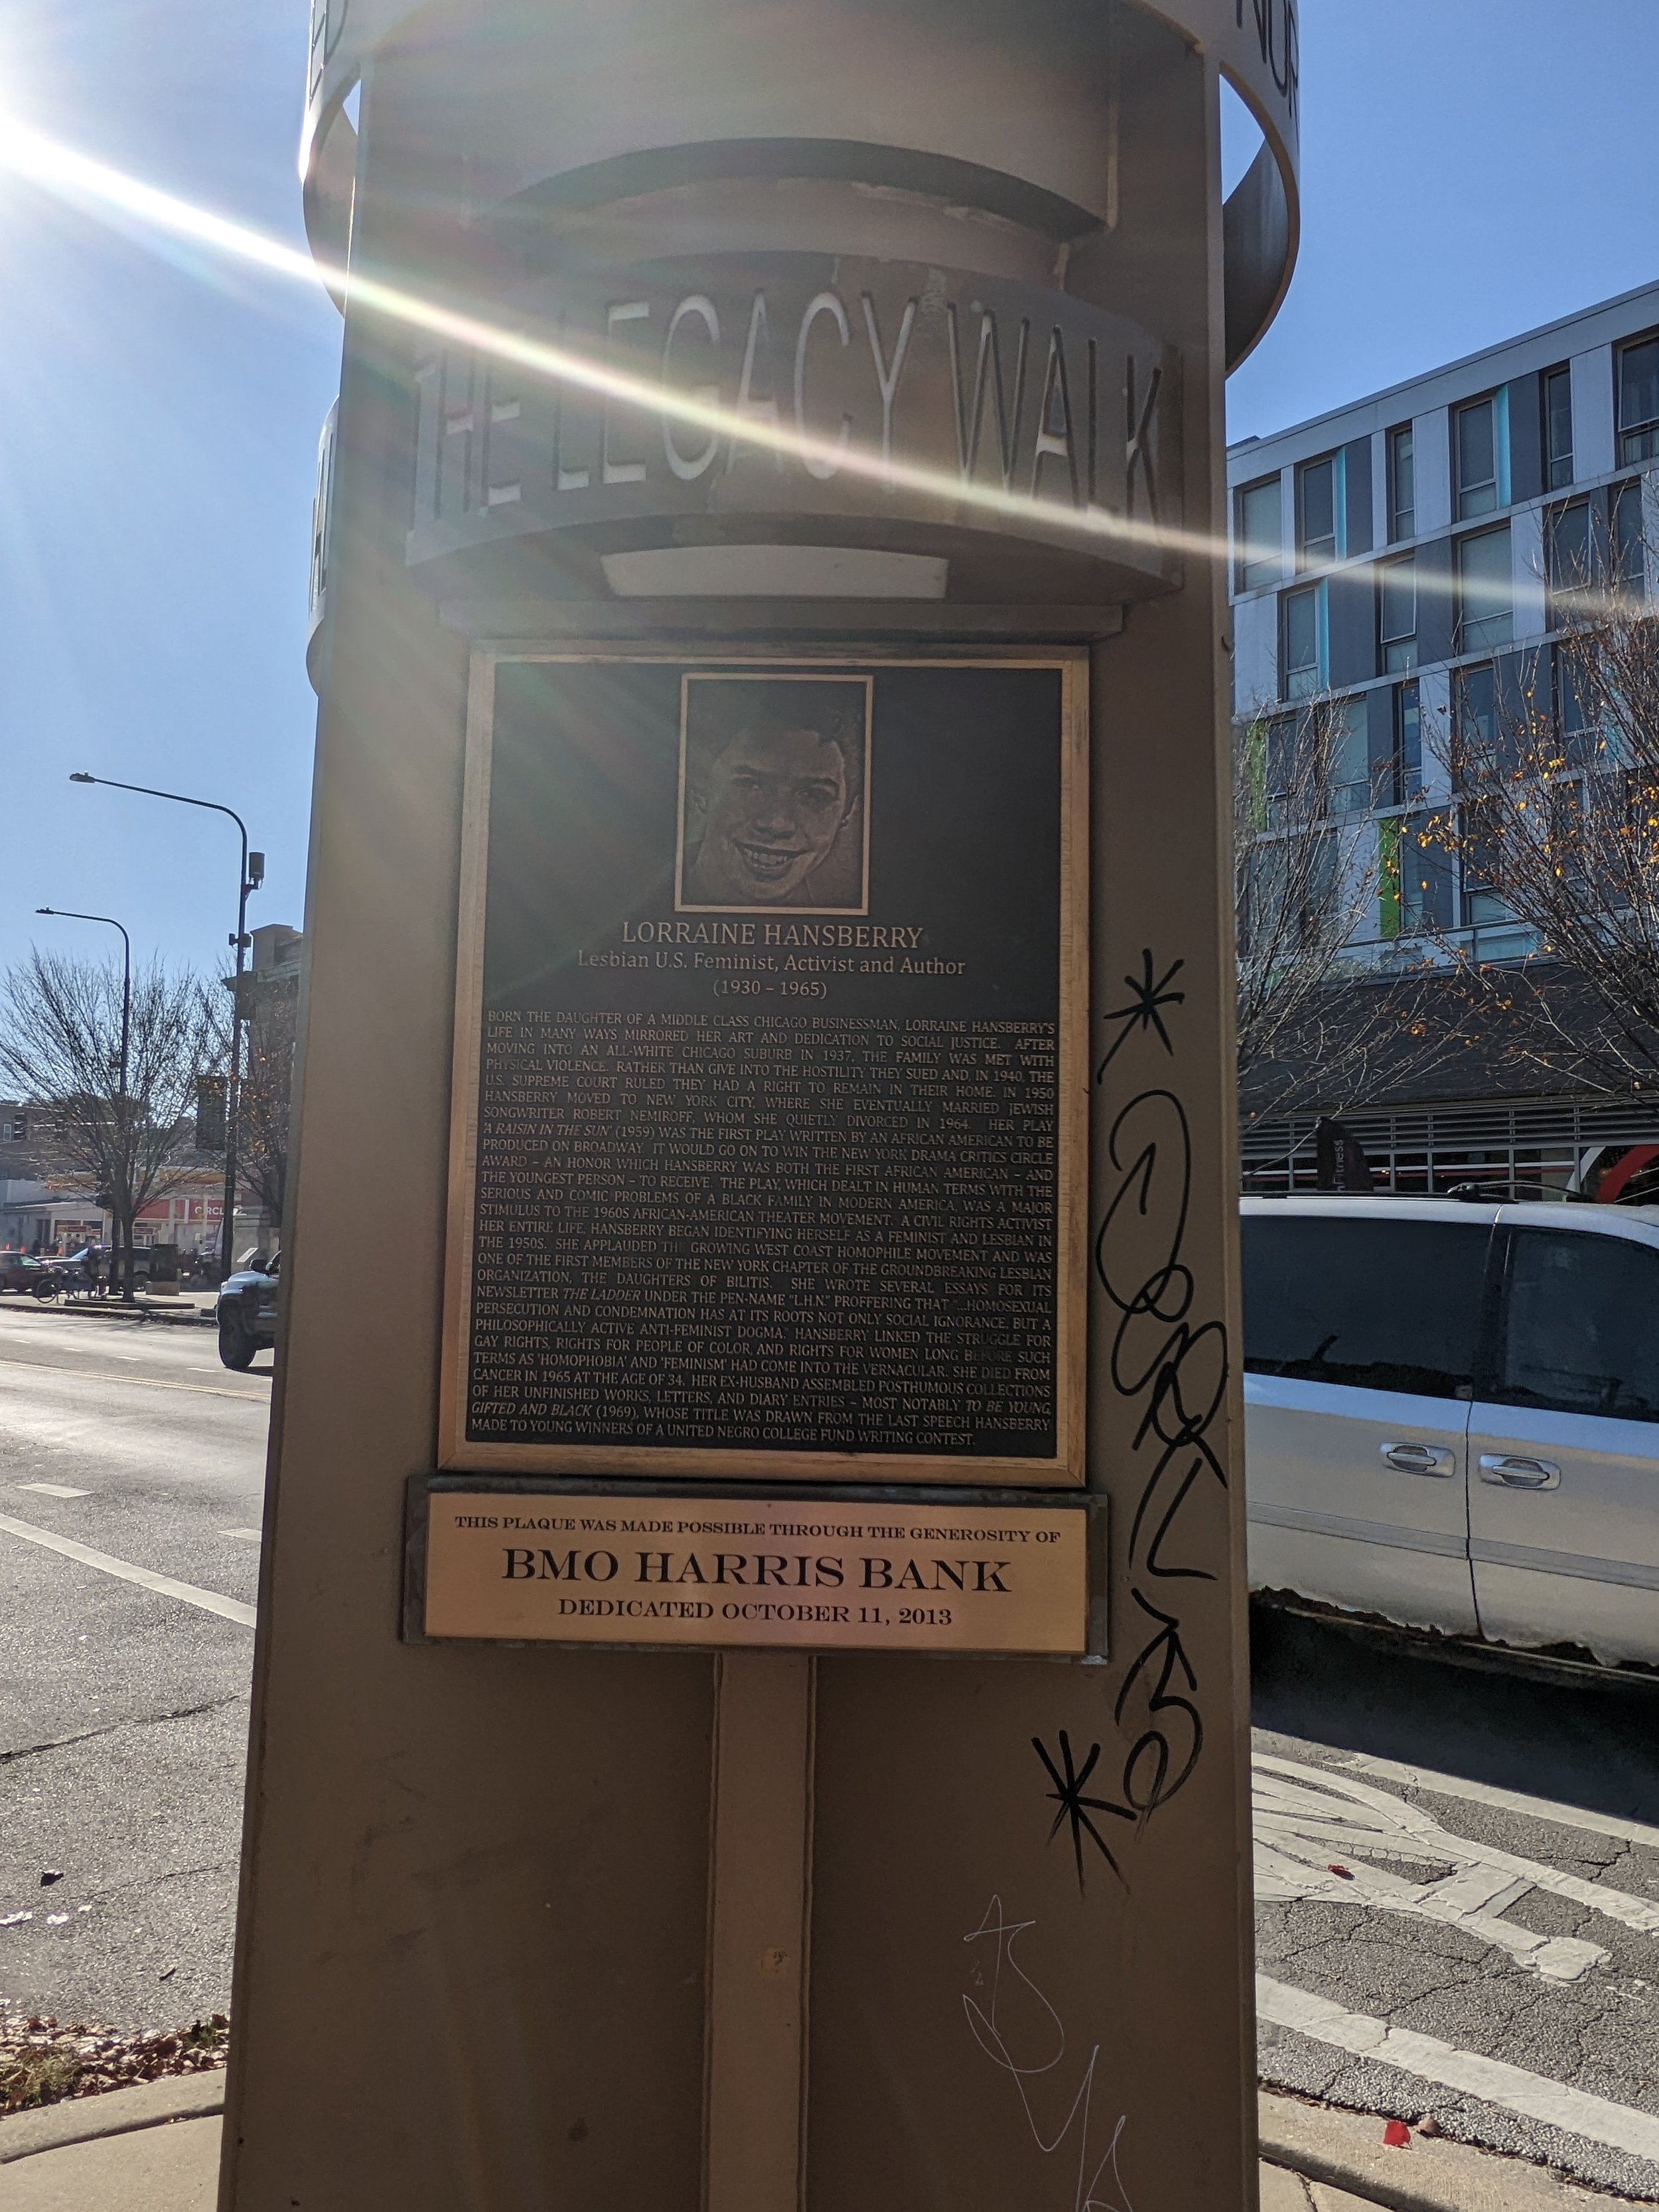 THE LEGACY WALK
LORRAINE HANSBERRY
Lesbian U.S. Feminist, Activist and Author
(1930 – 1965)
BORN THE DAUGHTER OF A MIDDLE CLASS CHICAGO BUSINESSMAN, LORRAINE HANSBERRY'S
LIFE IN MANY WAYS MIRRORED HER ART AND DEDICATION TO SOCIAL JUSTICE. AFTER
MOVING INTO AN ALL-WHITE CHICAGO SUBURB IN 1937, THE FAMILY WAS MET WITH
PHYSICAL VIOLENCE. RATHER THAN GIVE INTO THE HOSTILITY THEY SUED AND, IN 1940, THE
U.S. SUPREME COURT RULED THEY HAD A RIGHT TO REMAIN IN THEIR HOME. IN 1950
HANSBERRY MOVED TO NEW YORK CITY, WHERE SHE EVENTUALLY MARRIED JEWISH
SONGWRITER ROBERT NEMIROFF, WHOM SHE QUIETLY DIVORCED IN 1964. HER PLAY
'A RAISIN IN THE SUN' (1959) WAS THE FIRST PLAY WRITTEN BY AN AFRICAN AMERICAN TO BE
PRODUCED ON BROADWAY. IT WOULD GO ON TO WIN THE NEW YORK DRAMA CRITICS CIRCLE
AWARD – AN HONOR WHICH HANSBERRY WAS BOTH THE FIRST AFRICAN AMERICAN – AND
THE YOUNGEST PERSON – TO RECEIVE. THE PLAY, WHICH DEALT IN HUMAN TERMS WITH THE
SERIOUS AND COMIC PROBLEMS OF A BLACK FAMILY IN MODERN AMERICA, WAS A MAJOR
STIMULUS TO THE 1960S AFRICAN-AMERICAN THEATER MOVEMENT. A CIVIL RIGHTS ACTIVIST
HER ENTIRE LIFE, HANSBERRY BEGAN IDENTIFYING HERSELF AS A FEMINIST AND LESBIAN IN
THE 1950S. SHE APPLAUDED THE GROWING WEST COAST HOMOPHILE MOVEMENT AND WAS
ONE OF THE FIRST MEMBERS OF THE NEW YORK CHAPTER OF THE GROUNDBREAKING LESBIAN
ORGANIZATION, THE DAUGHTERS OF BILITIS. SHE WROTE SEVERAL ESSAYS FOR ITS
NEWSLETTER THE LADDER UNDER THE PEN-NAME "L.H.N." PROFFERING THAT "...HOMOSEXUAL
PERSECUTION AND CONDEMNATION HAS AT ITS ROOTS NOT ONLY SOCIAL IGNORANCE, BUT A
PHILOSOPHICALLY ACTIVE ANTI-FEMINIST DOGMA." HANSBERRY LINKED THE STRUGGLE FOR
GAY RIGHTS, RIGHTS FOR PEOPLE OF COLOR, AND RIGHTS FOR WOMEN LONG BEFORE SUCH
TERMS AS 'HOMOPHOBIA' AND 'FEMINISM' HAD COME INTO THE VERNACULAR. SHE DIED FROM
CANCER IN 1965 AT THE AGE OF 34. HER EX-HUSBAND ASSEMBLED POSTHUMOUS COLLECTIONS
OF HER UNFINISHED WORKS, LETTERS, AND DIARY ENTRIES – MOST NOTABLY TO BE YOUNG,
GIFTED AND BLACK (1969), WHOSE TITLE WAS DRAWN FROM THE LAST SPEECH HANSBERRY
MADE TO YOUNG WINNERS OF A UNITED NEGRO COLLEGE FUND WRITING CONTEST.
THIS PLAQUE WAS MADE POSSIBLE THROUGH THE GENEROSITY OF
BMO HARRIS BANK
DEDICATED OCTOBER 11, 2013